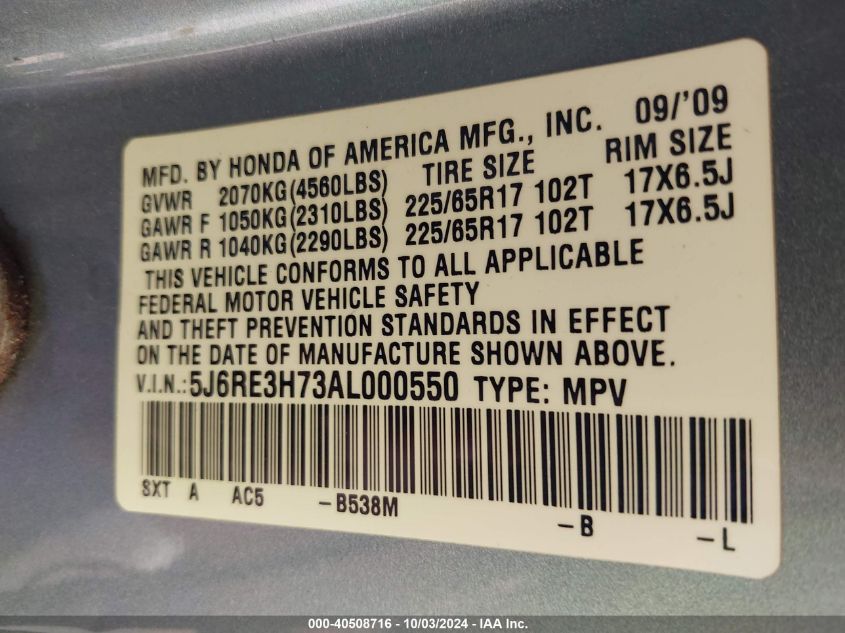 MFD. BY HONDA OF AMERICA MFG., INC. 09/'09
GVWR 2070KG(4560LBS) TIRE SIZE RIM SIZE
GAWR F 1050KG(2310LBS) 225/65R17 102T 17X6.5J
GAWR R 1040KG(2290LBS) 225/65R17 102T 17X6.5J
THIS VEHICLE CONFORMS TO ALL APPLICABLE
FEDERAL MOTOR VEHICLE SAFETY
AND THEFT PREVENTION STANDARDS IN EFFECT
ON THE DATE OF MANUFACTURE SHOWN ABOVE.
V.I.N.: 5J6RE3H73AL000550 TYPE: MPV
SXT A AC5 -B538M -B -L
000-40508716 - 10/03/2024 - IAA Inc.